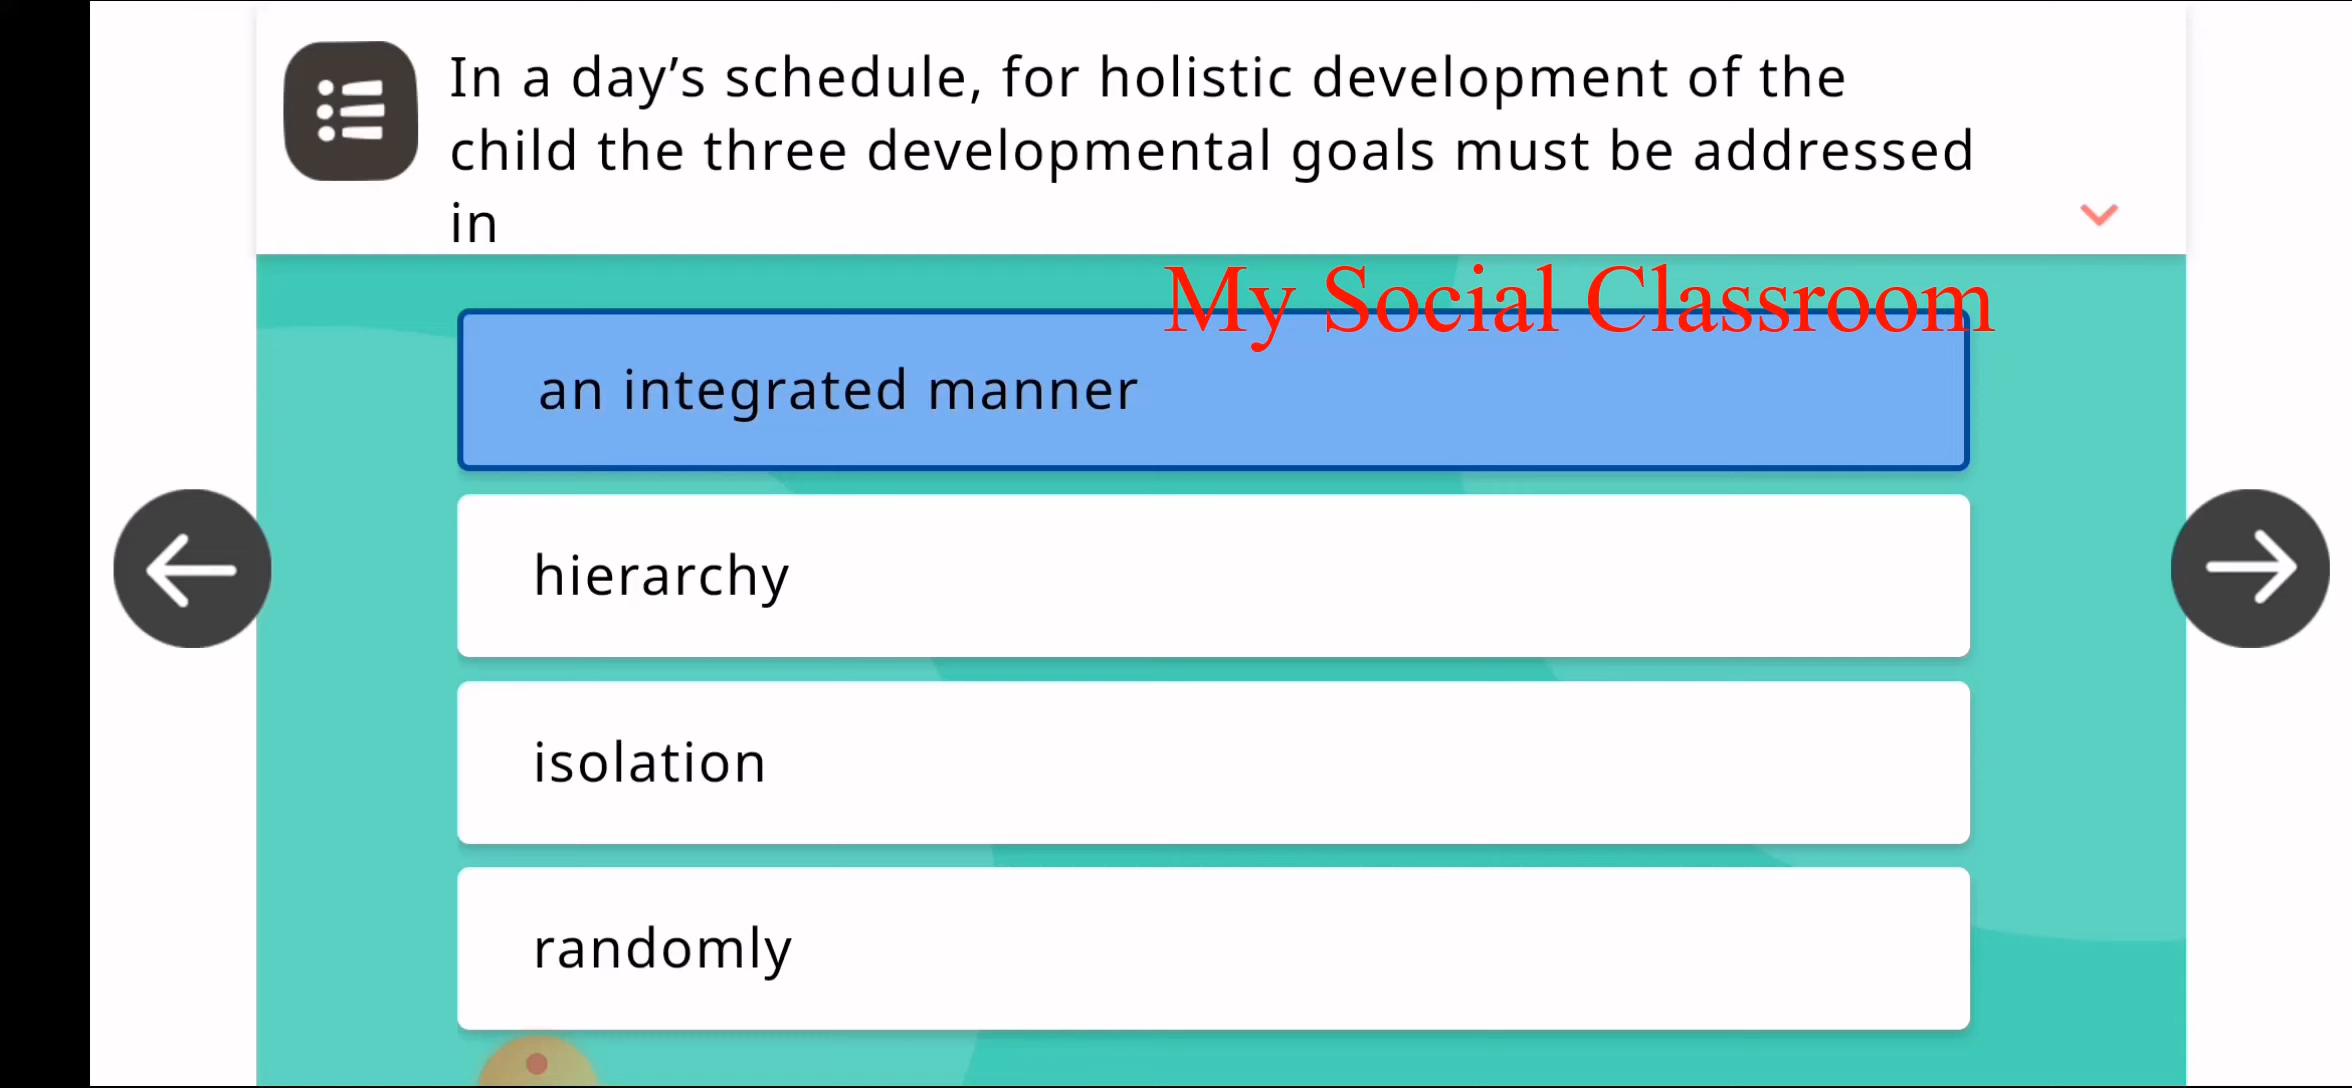 In a day’s schedule, for holistic development of the
child the three developmental goals must be addressed
in
My Social Classroom
an integrated manner
hierarchy
isolation
randomly